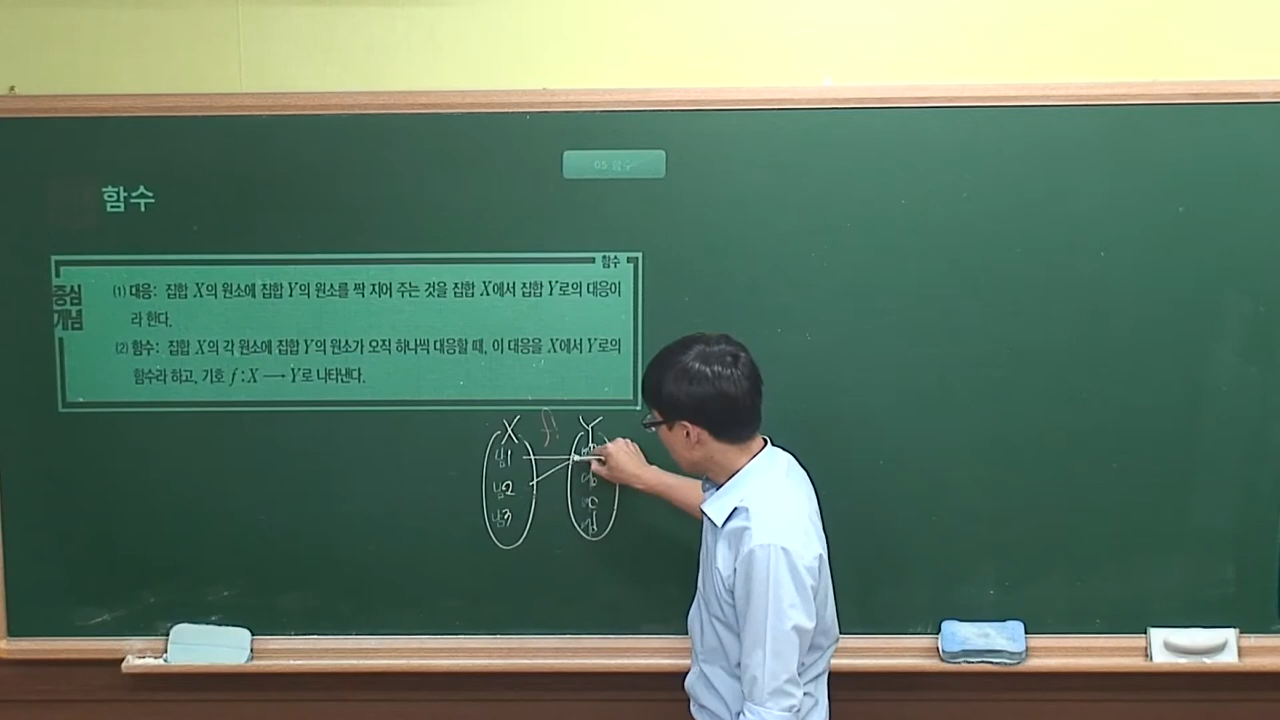 05 함수
함수
함수
중심
개념
(1) 대응: 집합 X의 원소에 집합 Y의 원소를 짝 지어 주는 것을 집합 X에서 집합 Y로의 대응이
라 한다.
(2) 함수: 집합 X의 각 원소에 집합 Y의 원소가 오직 하나씩 대응할 때, 이 대응을 X에서 Y로의
함수라 하고, 기호 f : X ⟶ Y로 나타낸다.
X f Y
남1
남2
남3